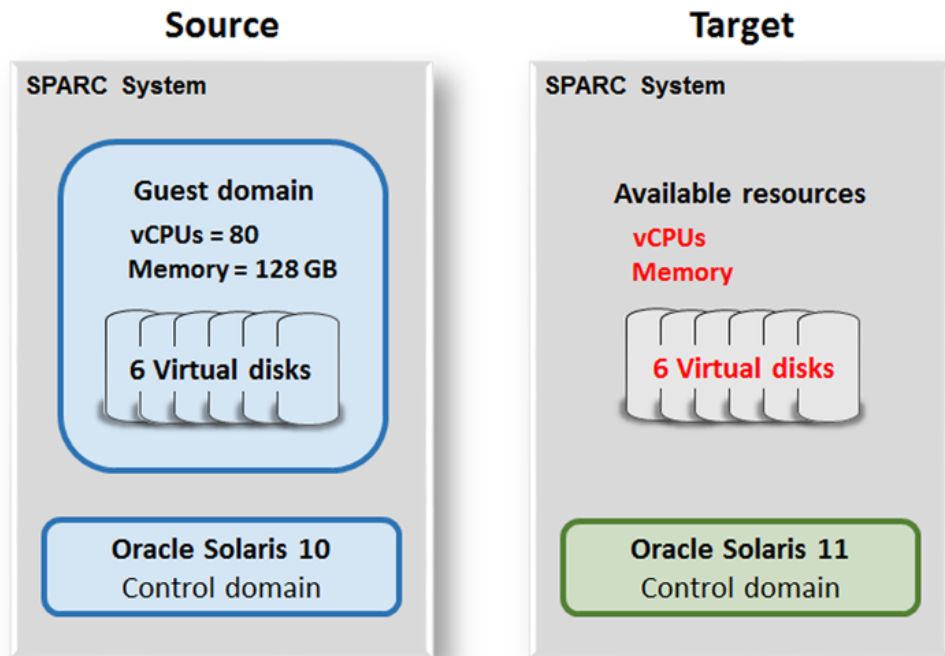 Source
SPARC System
Guest domain
vCPUs = 80
Memory = 128 GB
6 Virtual disks
Oracle Solaris 10
Control domain
Target
SPARC System
Available resources
vCPUs
Memory
6 Virtual disks
Oracle Solaris 11
Control domain